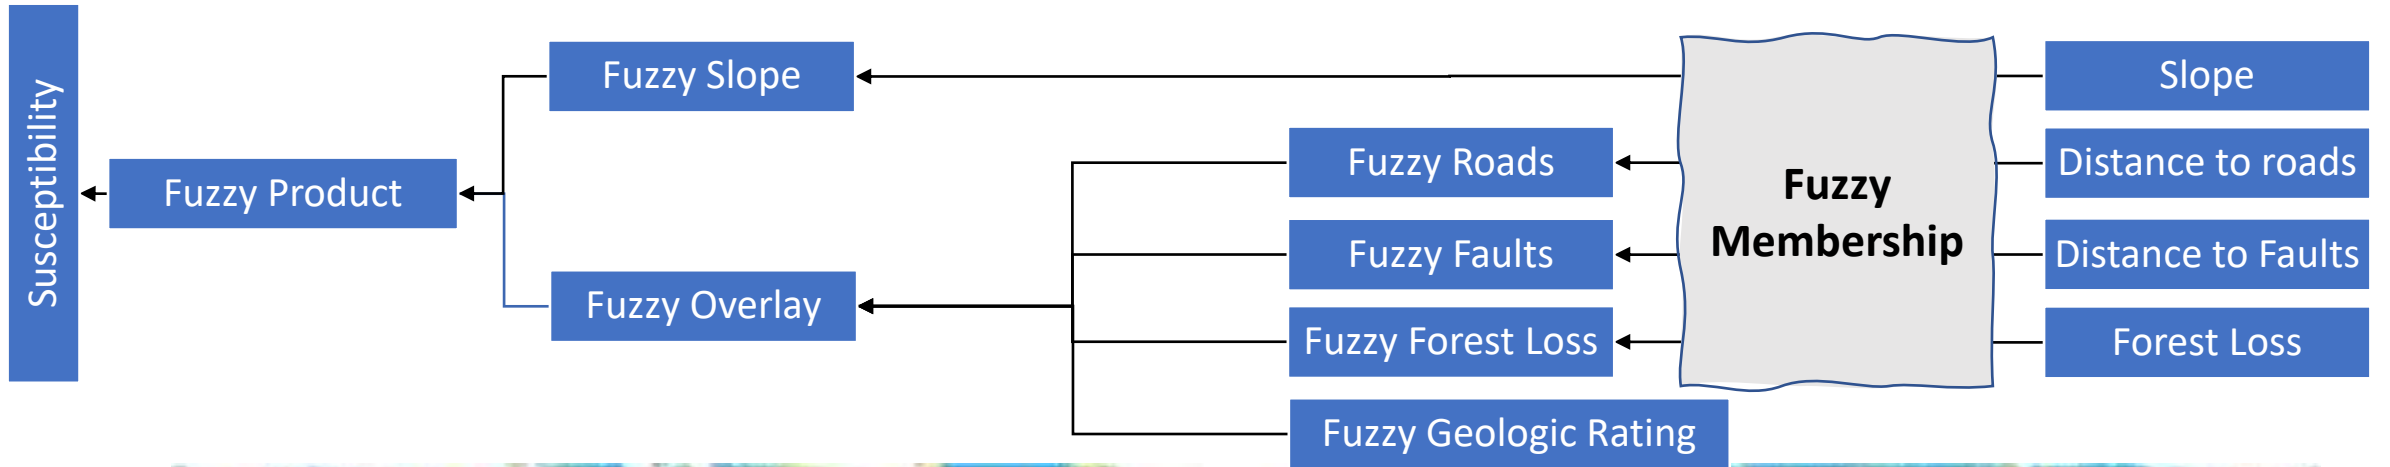 Susceptibility
Fuzzy Product
Fuzzy Slope
Fuzzy Overlay
Fuzzy Roads
Fuzzy Faults
Fuzzy Forest Loss
Fuzzy Geologic Rating
Fuzzy
Membership
Slope
Distance to roads
Distance to Faults
Forest Loss